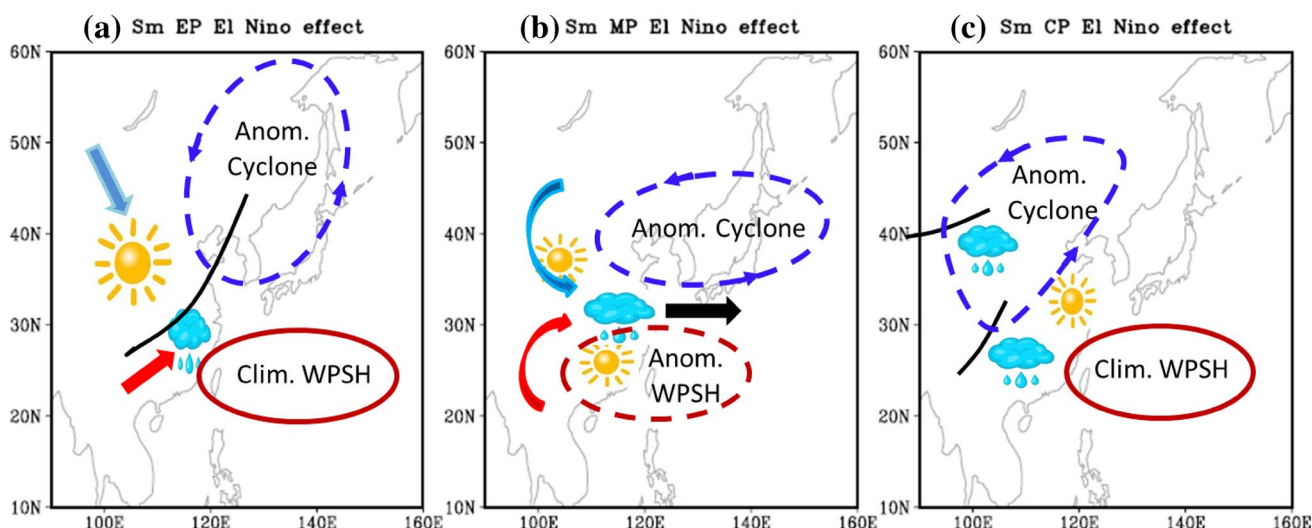 (a) Sm EP El Nino effect
60N
50N
40N
30N
20N
10N
100E 120E 140E 160E
Anom.
Cyclone
Clim. WPSH
(b) Sm MP El Nino effect
60N
50N
40N
30N
20N
10N
100E 120E 140E 160E
Anom. Cyclone
Anom.
WPSH
(c) Sm CP El Nino effect
60N
50N
40N
30N
20N
10N
100E 120E 140E 160E
Anom.
Cyclone
Clim. WPSH